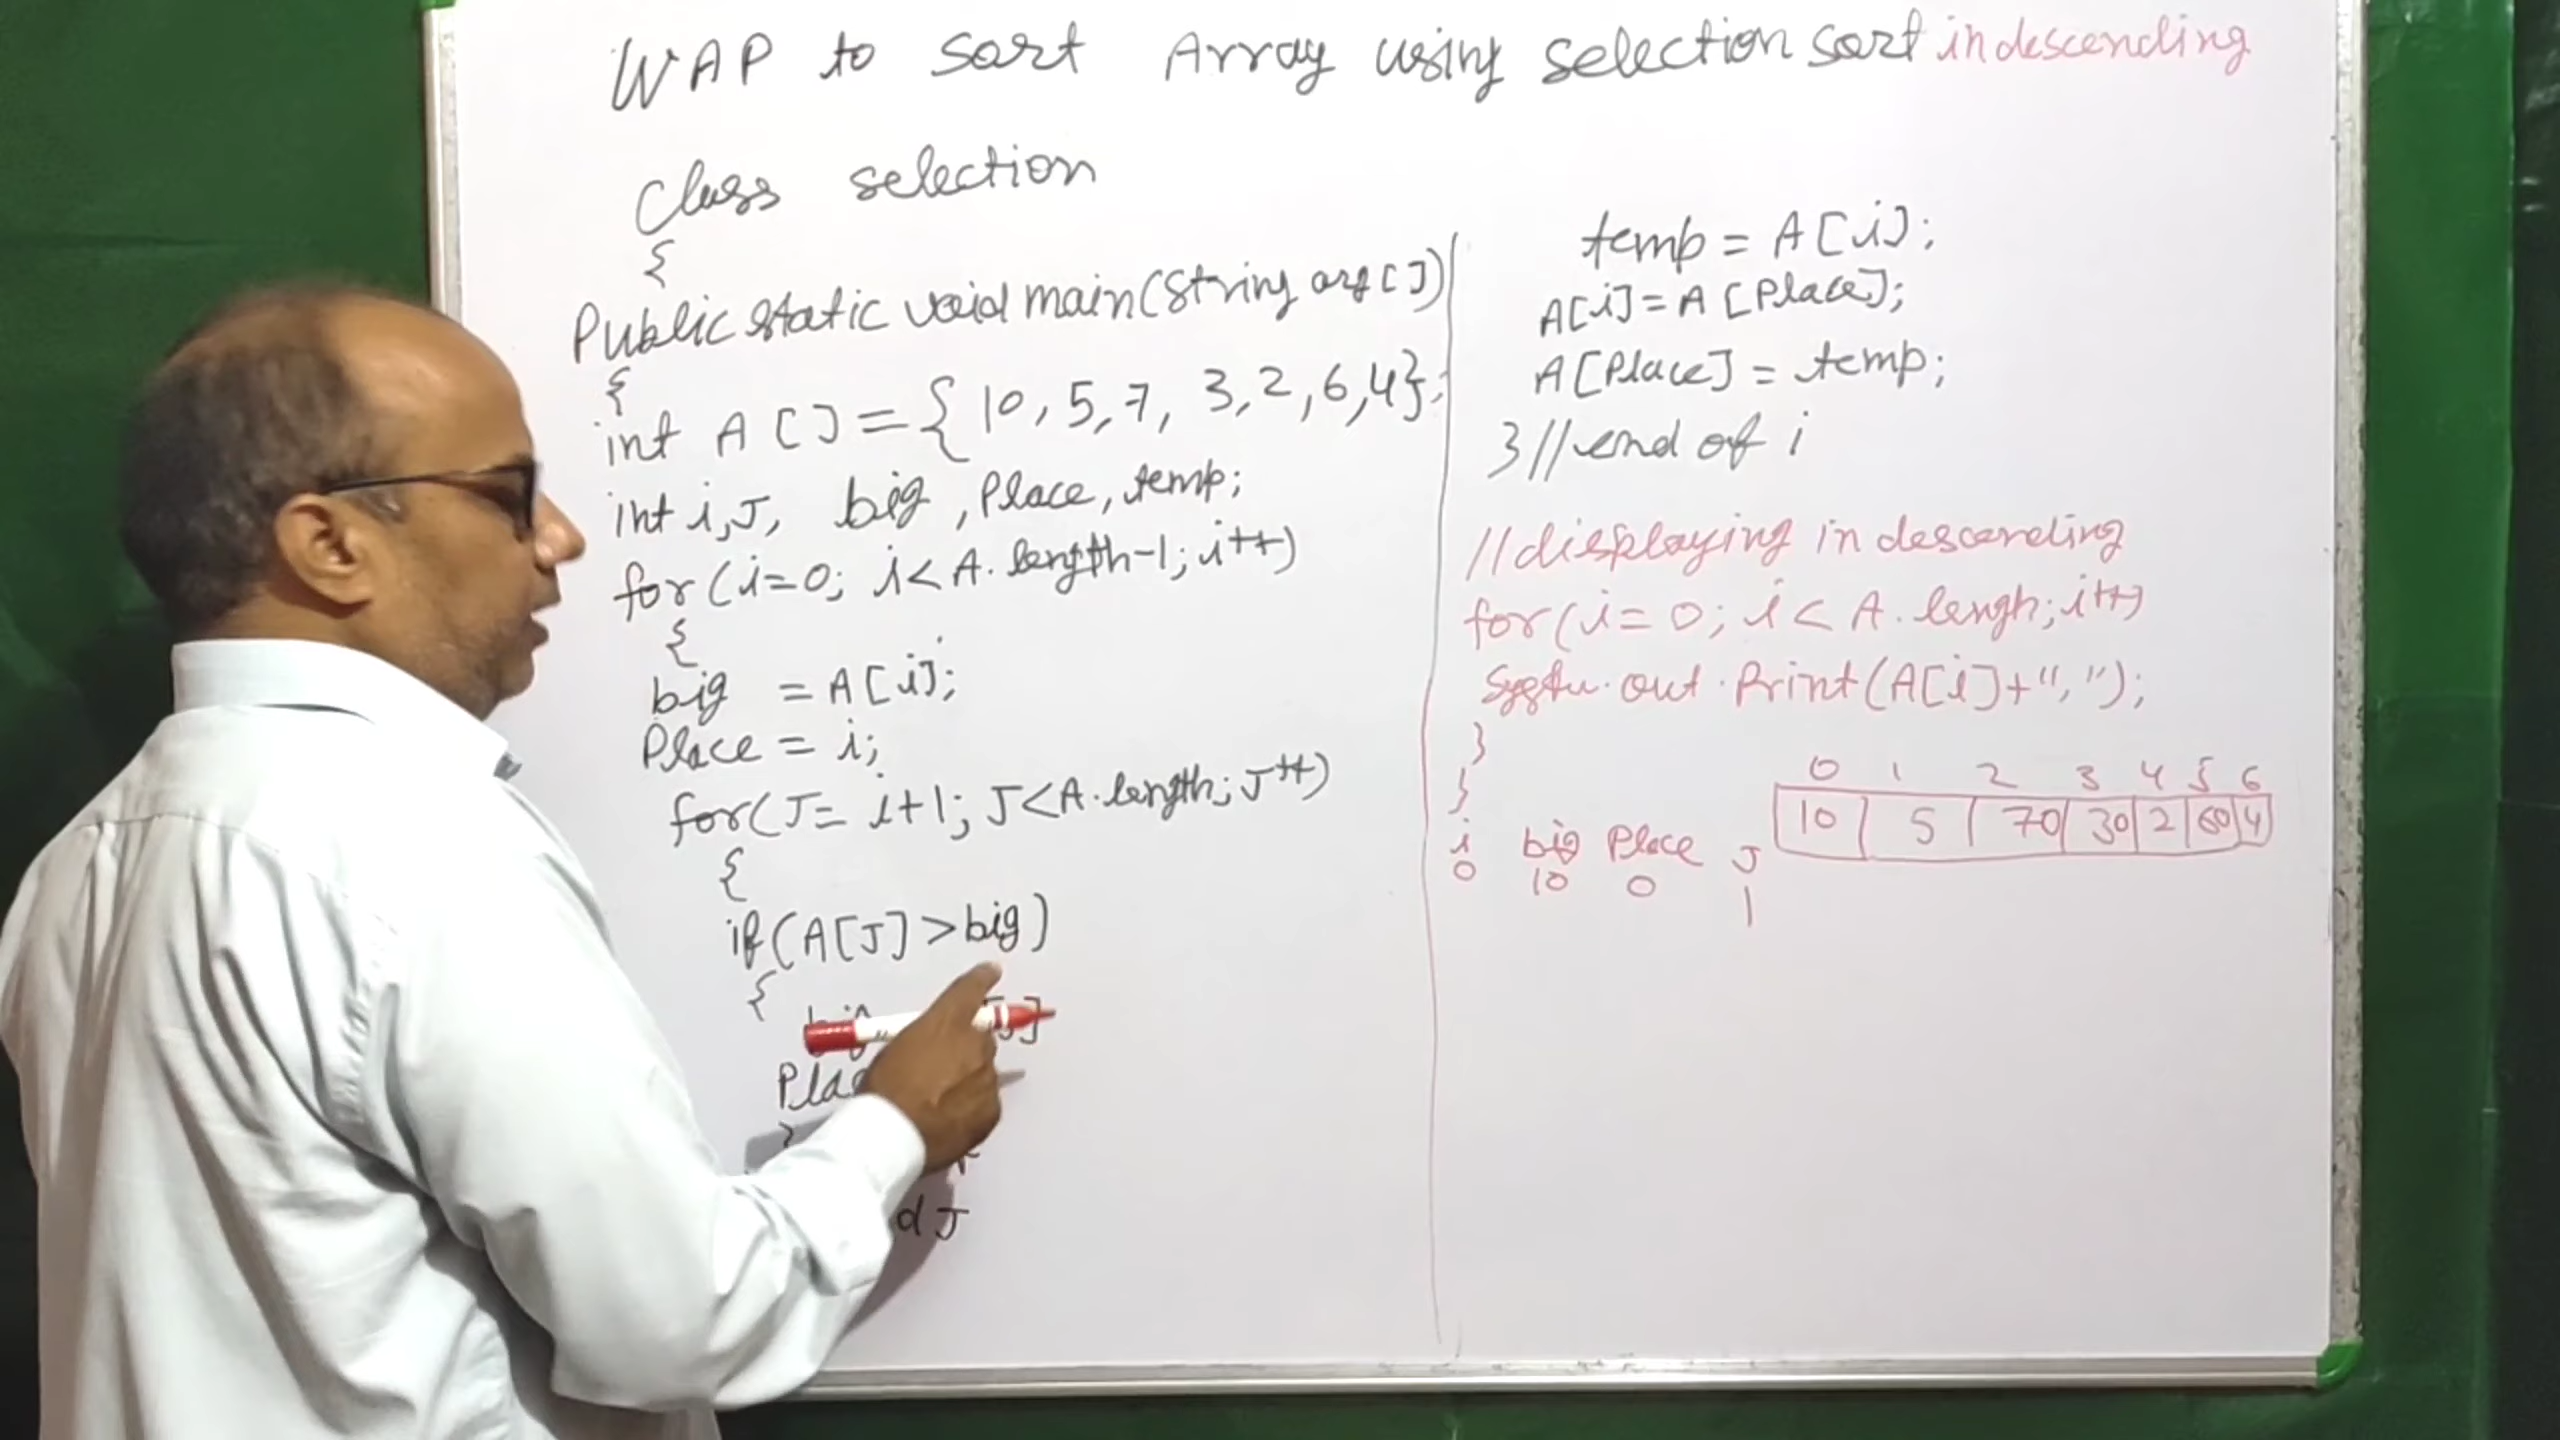 WAP to sort Array using selection sort in descending
class selection
{
Public static void main(String arg[])
{
int A[]={10,5,7, 3,2,6,4};
int i,J, big, Place, temp;
for(i=0; i<A.length-1; i++)
{
big = A[i];
Place = i;
for(J= i+1; J<A.length; J++)
{
if(A[J]>big)
{
big J]
Pla
}
d J
temp = A[i];
A[i]=A[Place];
A[Place] = temp;
}//end of i
//displaying in descending
for(i=0; i<A.lengh; i++)
System.out.Print(A[i]+",");
}
}
0 1 2 3 4 5 6
10 5 70 30 2 60 4
i big Place J
0 10 0 1